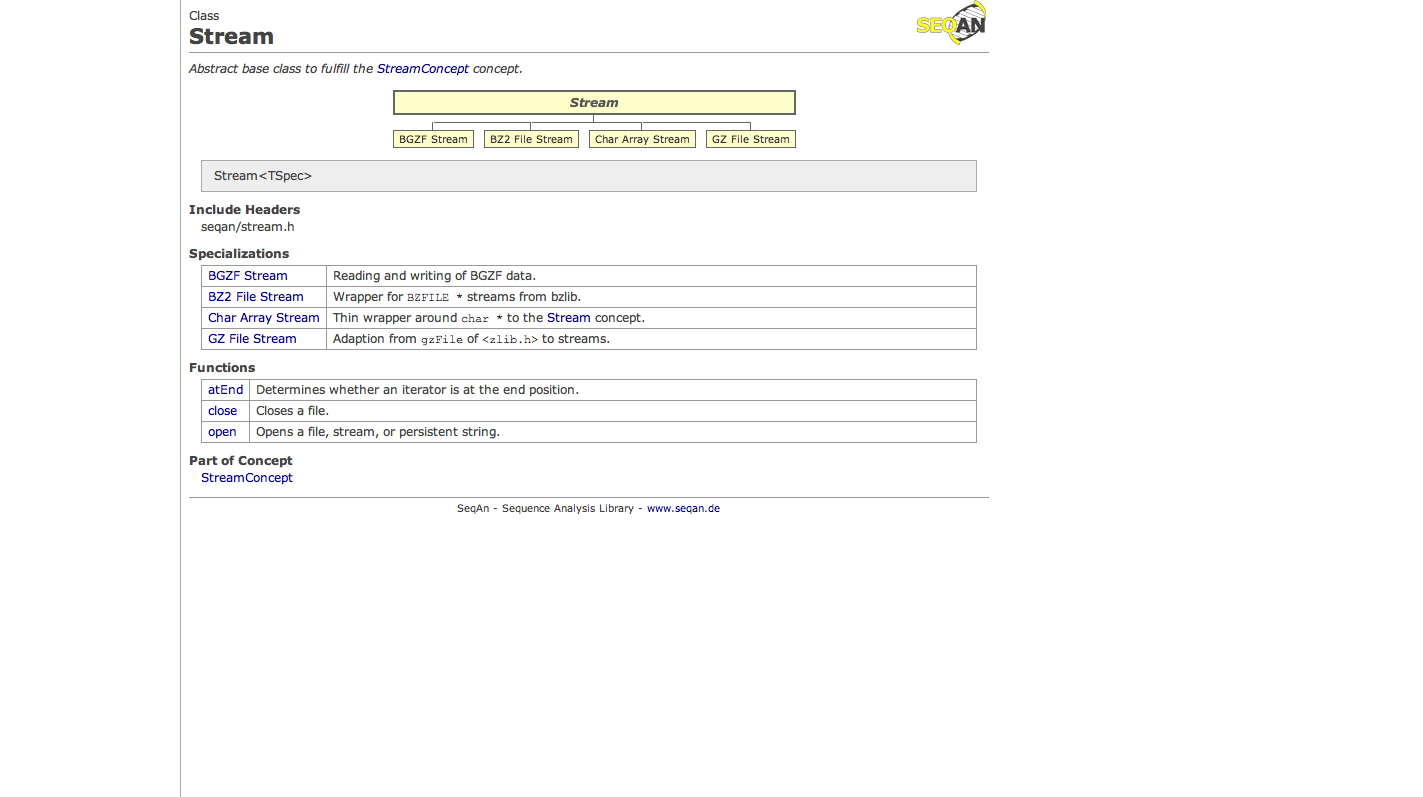 Class
Stream
SEQAN
Abstract base class to fulfill the StreamConcept concept.
Stream
BGZF Stream BZ2 File Stream Char Array Stream GZ File Stream
Stream<TSpec>
Include Headers
seqan/stream.h
Specializations
BGZF Stream Reading and writing of BGZF data.
BZ2 File Stream Wrapper for BZFILE * streams from bzlib.
Char Array Stream Thin wrapper around char * to the Stream concept.
GZ File Stream Adaption from gzFile of <zlib.h> to streams.
Functions
atEnd Determines whether an iterator is at the end position.
close Closes a file.
open Opens a file, stream, or persistent string.
Part of Concept
StreamConcept
SeqAn - Sequence Analysis Library - www.seqan.de